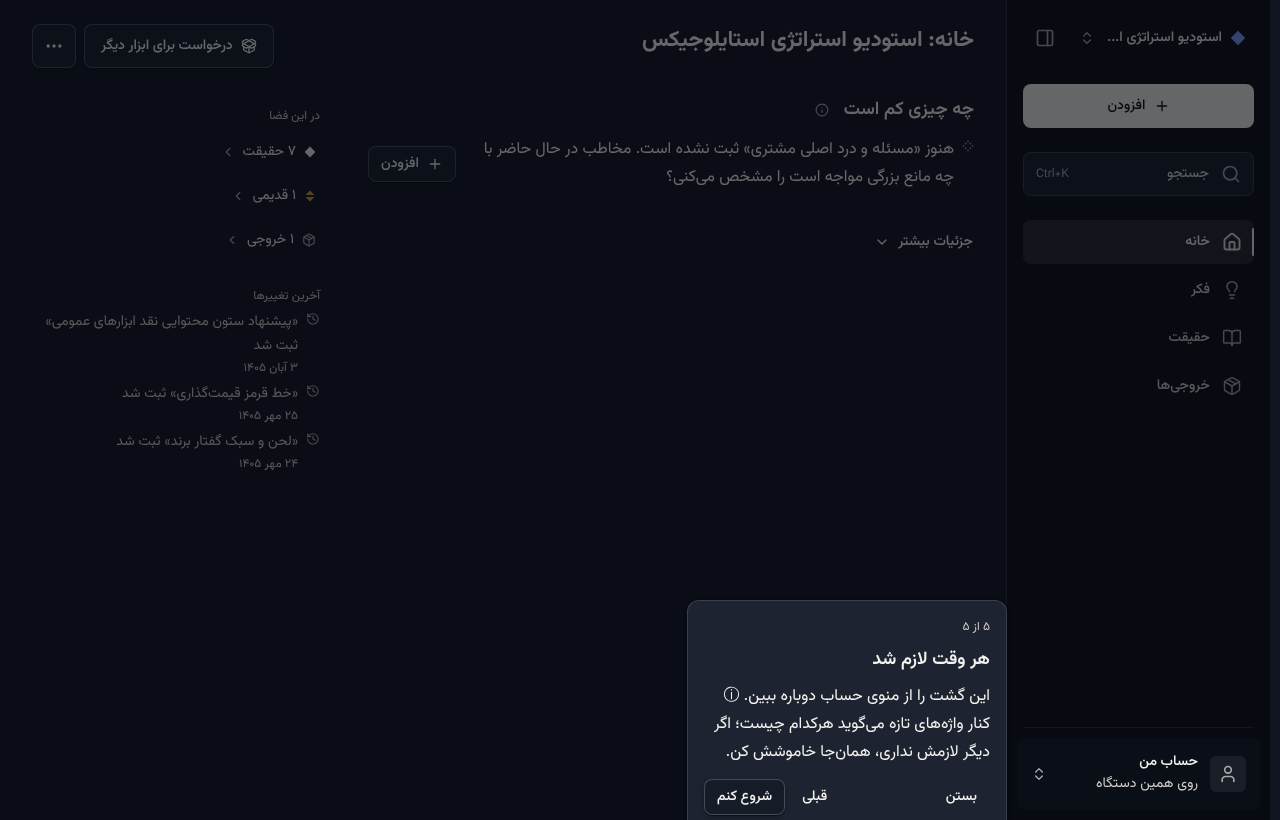 استودیو استراتژی ا...
افزودن
جستجو
Ctrl+K
خانه
فکر
حقیقت
خروجی‌ها
حساب من
روی همین دستگاه
خانه: استودیو استراتژی استایلوجیکس
درخواست برای ابزار دیگر
چه چیزی کم است
هنوز «مسئله و درد اصلی مشتری» ثبت نشده است. مخاطب در حال حاضر با
چه مانع بزرگی مواجه است را مشخص می‌کنی؟
افزودن
جزئیات بیشتر
در این فضا
۷ حقیقت
۱ قدیمی
۱ خروجی
آخرین تغییرها
«پیشنهاد ستون محتوایی نقد ابزارهای عمومی»
ثبت شد
۳ آبان ۱۴۰۵
«خط قرمز قیمت‌گذاری» ثبت شد
۲۵ مهر ۱۴۰۵
«لحن و سبک گفتار برند» ثبت شد
۲۴ مهر ۱۴۰۵
۵ از ۵
هر وقت لازم شد
این گشت را از منوی حساب دوباره ببین. ⓘ
کنار واژه‌های تازه می‌گوید هرکدام چیست؛ اگر
دیگر لازمش نداری، همان‌جا خاموشش کن.
بستن
قبلی
شروع کنم